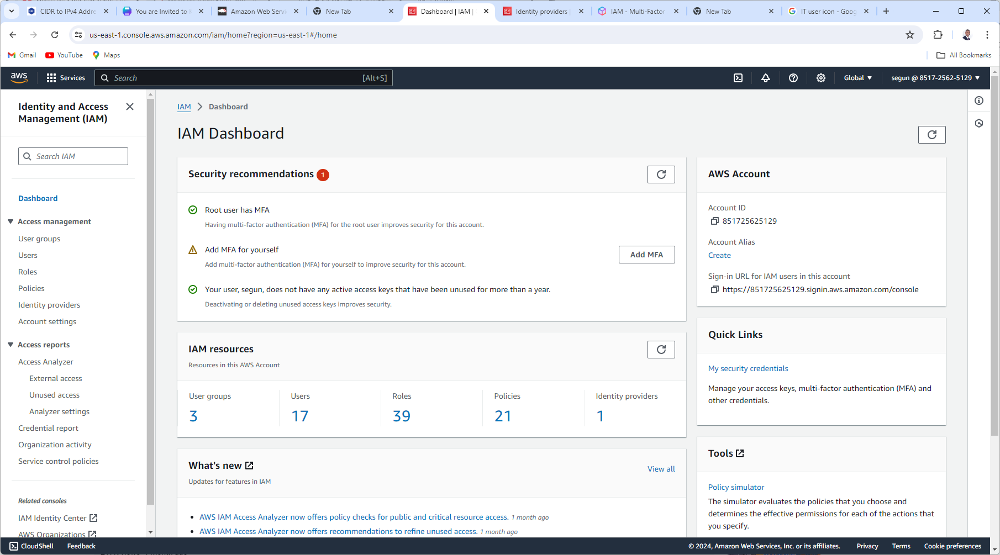 CIDR to IPv4 Addre
You are Invited to
Amazon Web Servi
New Tab
Dashboard | IAM |
Identity providers |
IAM - Multi-Factor
New Tab
IT user icon - Goog
us-east-1.console.aws.amazon.com/iam/home?region=us-east-1#/home
Gmail
YouTube
Maps
All Bookmarks
aws
Services
Search
[Alt+S]
Global
segun @ 8517-2562-5129
Identity and Access
Management (IAM)
Search IAM
Dashboard
Access management
User groups
Users
Roles
Policies
Identity providers
Account settings
Access reports
Access Analyzer
External access
Unused access
Analyzer settings
Credential report
Organization activity
Service control policies
Related consoles
IAM Identity Center
AWS Organizations
IAM
Dashboard
IAM Dashboard
Security recommendations 1
Root user has MFA
Having multi-factor authentication (MFA) for the root user improves security for this account.
Add MFA for yourself
Add multi-factor authentication (MFA) for yourself to improve security for this account.
Add MFA
Your user, segun, does not have any active access keys that have been unused for more than a year.
Deactivating or deleting unused access keys improves security.
IAM resources
Resources in this AWS Account
User groups
3
Users
17
Roles
39
Policies
21
Identity providers
1
What's new
Updates for features in IAM
View all
AWS IAM Access Analyzer now offers policy checks for public and critical resource access. 1 month ago
AWS IAM Access Analyzer now offers recommendations to refine unused access. 1 month ago
AWS Account
Account ID
851725625129
Account Alias
Create
Sign-in URL for IAM users in this account
https://851725625129.signin.aws.amazon.com/console
Quick Links
My security credentials
Manage your access keys, multi-factor authentication (MFA) and
other credentials.
Tools
Policy simulator
The simulator evaluates the policies that you choose and
determines the effective permissions for each of the actions that
you specify.
CloudShell
Feedback
© 2024, Amazon Web Services, Inc. or its affiliates.
Privacy
Terms
Cookie preferences